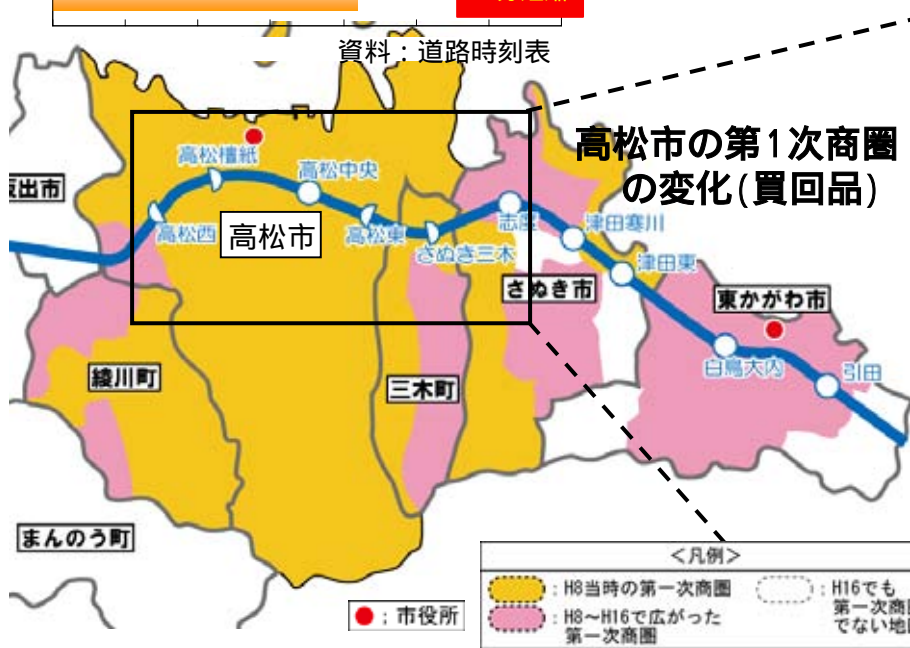 資料：道路時刻表
高松市の第1次商圏
の変化(買回品)
高松檀紙
高松中央
高松西
高松市
高松東
さぬき三木
志度
津田寒川
津田東
さぬき市
東かがわ市
白鳥大内
引田
綾川町
三木町
まんのう町
：市役所
＜凡例＞
：H8当時の第一次商圏
：H8～H16で広がった
第一次商圏
：H16でも
第一次商
でない地